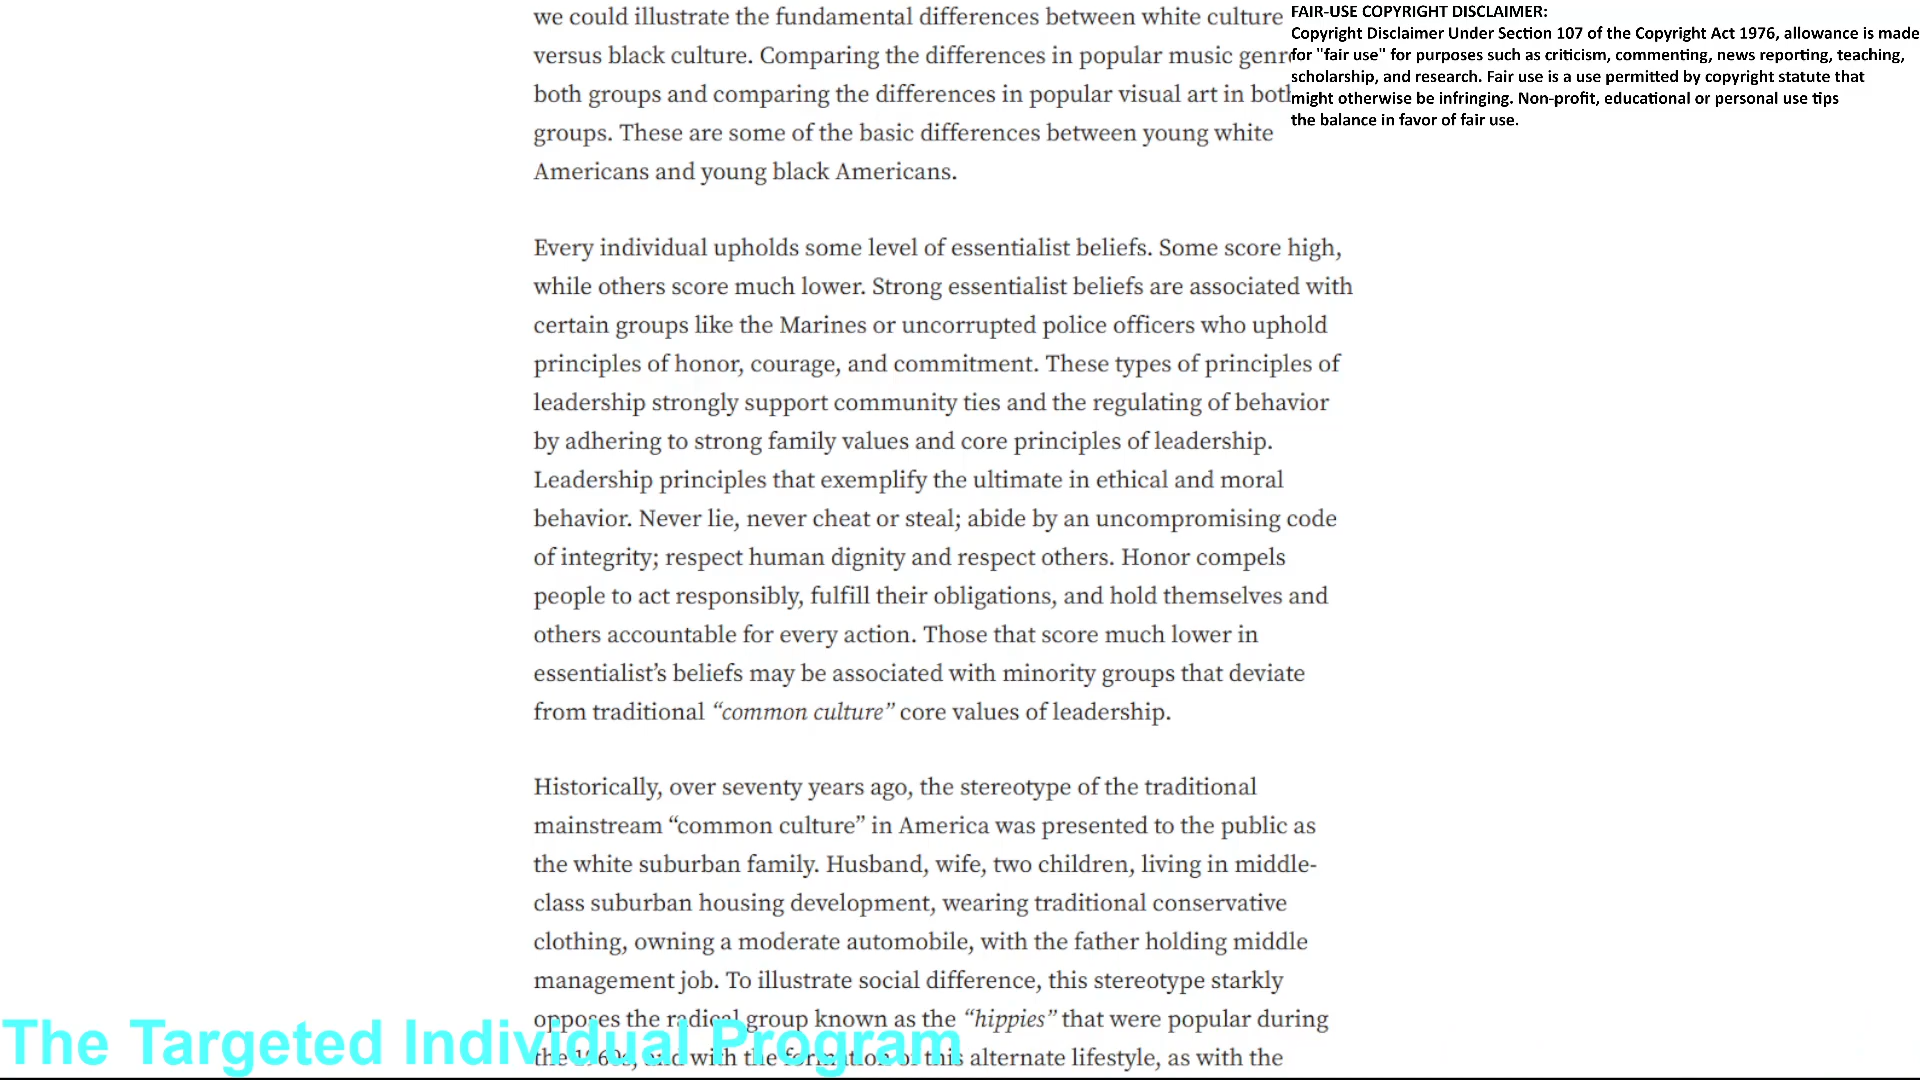 we could illustrate the fundamental differences between white culture
versus black culture. Comparing the differences in popular music genr
both groups and comparing the differences in popular visual art in both
groups. These are some of the basic differences between young white
Americans and young black Americans.
FAIR-USE COPYRIGHT DISCLAIMER:
Copyright Disclaimer Under Section 107 of the Copyright Act 1976, allowance is made
for "fair use" for purposes such as criticism, commenting, news reporting, teaching,
scholarship, and research. Fair use is a use permitted by copyright statute that
might otherwise be infringing. Non-profit, educational or personal use tips
the balance in favor of fair use.
Every individual upholds some level of essentialist beliefs. Some score high,
while others score much lower. Strong essentialist beliefs are associated with
certain groups like the Marines or uncorrupted police officers who uphold
principles of honor, courage, and commitment. These types of principles of
leadership strongly support community ties and the regulating of behavior
by adhering to strong family values and core principles of leadership.
Leadership principles that exemplify the ultimate in ethical and moral
behavior. Never lie, never cheat or steal; abide by an uncompromising code
of integrity; respect human dignity and respect others. Honor compels
people to act responsibly, fulfill their obligations, and hold themselves and
others accountable for every action. Those that score much lower in
essentialist’s beliefs may be associated with minority groups that deviate
from traditional “common culture” core values of leadership.
Historically, over seventy years ago, the stereotype of the traditional
mainstream “common culture” in America was presented to the public as
the white suburban family. Husband, wife, two children, living in middle-
class suburban housing development, wearing traditional conservative
clothing, owning a moderate automobile, with the father holding middle
management job. To illustrate social difference, this stereotype starkly
opposes the radical group known as the “hippies” that were popular during
the 1960s, and with the formation of this alternate lifestyle, as with the
The Targeted Individual Program